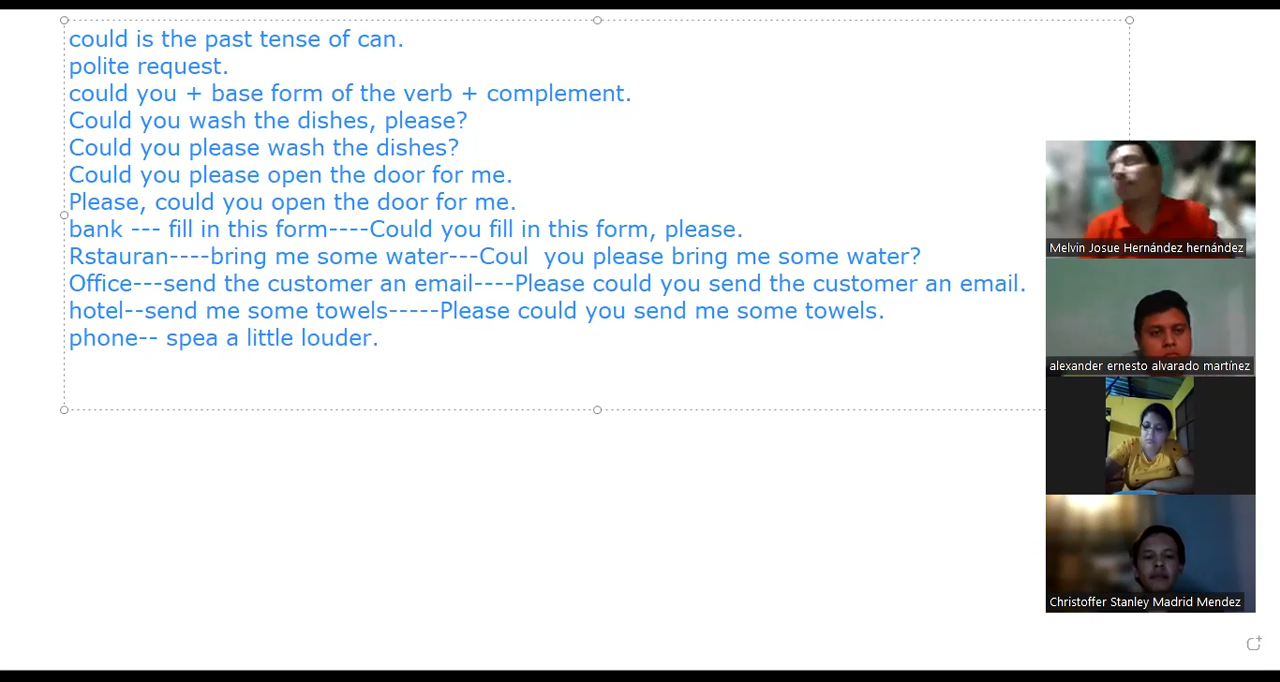 could is the past tense of can.
polite request.
could you + base form of the verb + complement.
Could you wash the dishes, please?
Could you please wash the dishes?
Could you please open the door for me.
Please, could you open the door for me.
bank --- fill in this form----Could you fill in this form, please.
Rstauran----bring me some water---Coul  you please bring me some water?
Office---send the customer an email----Please could you send the customer an email.
hotel--send me some towels-----Please could you send me some towels.
phone-- spea a little louder.
Melvin Josue Hernández hernández
alexander ernesto alvarado martínez
Christoffer Stanley Madrid Mendez